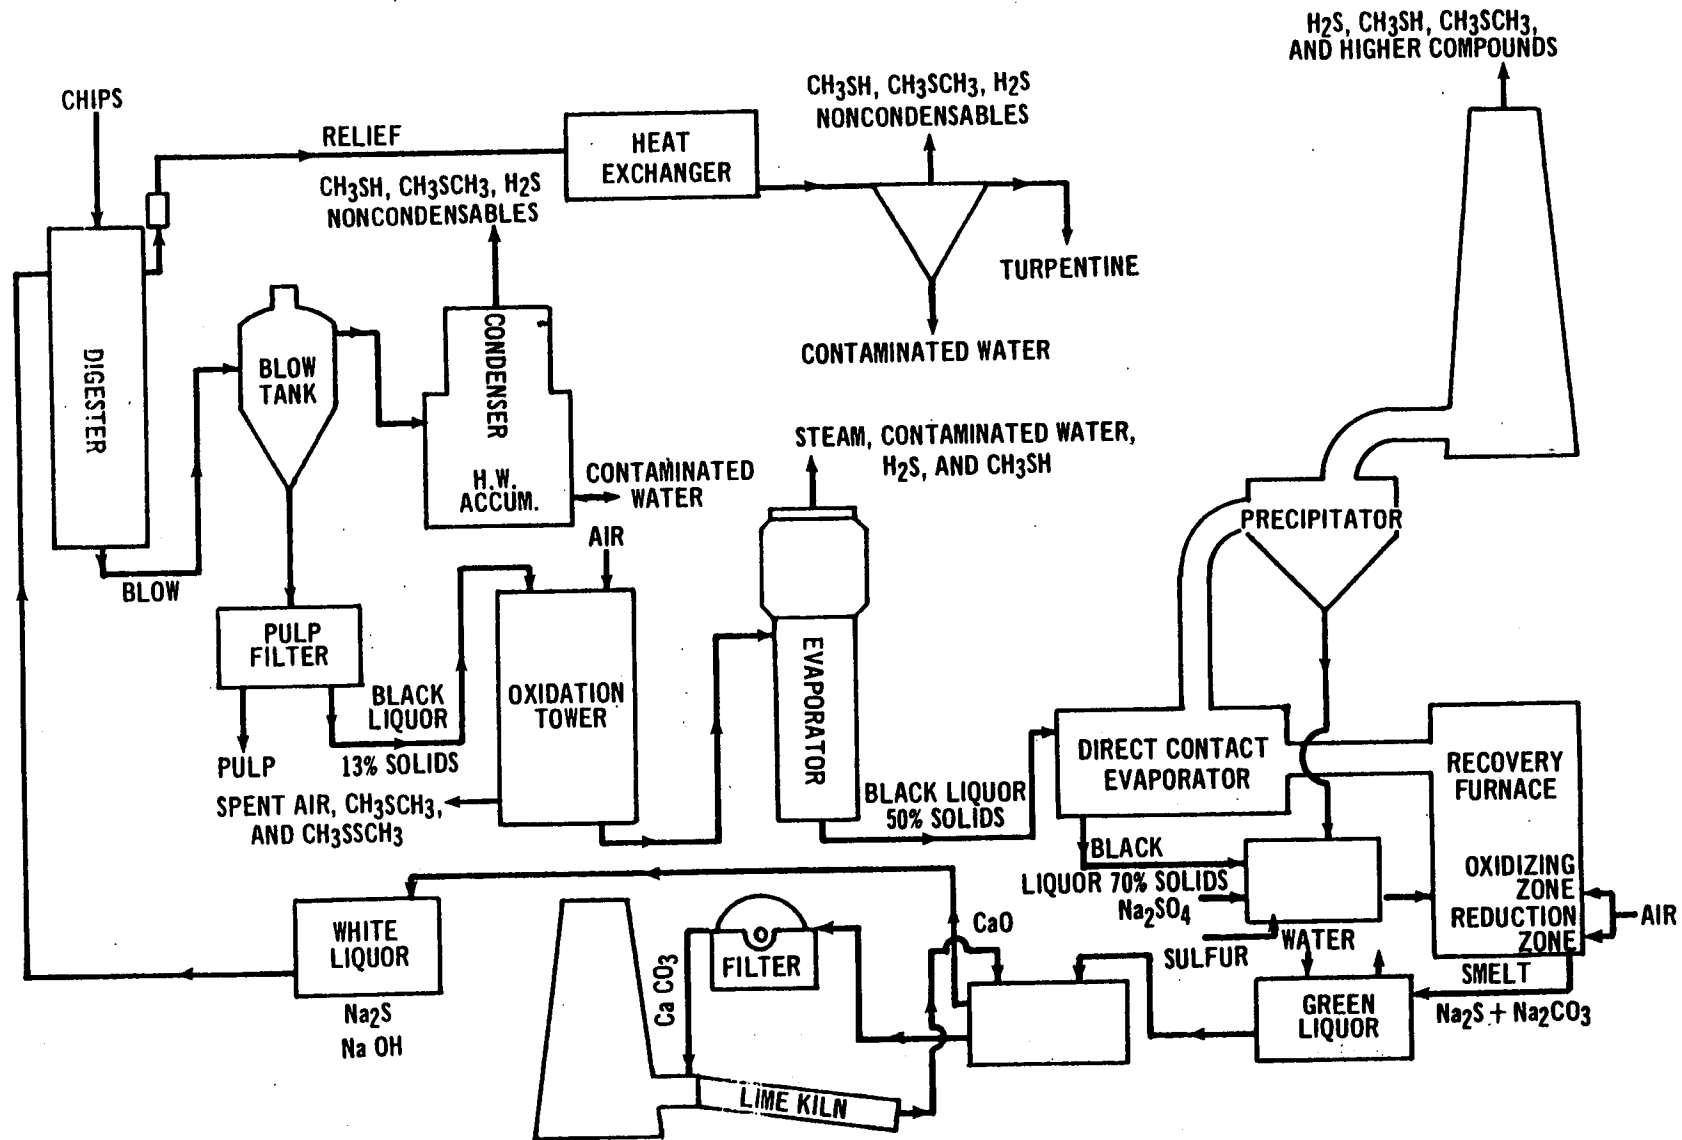 H2S, CH3SH, CH3SCH3,
AND HIGHER COMPOUNDS
CHIPS
RELIEF
HEAT
EXCHANGER
CH3SH, CH3SCH3, H2S
NONCONDENSABLES
CH3SH, CH3SCH3, H2S
NONCONDENSABLES
TURPENTINE
CONTAMINATED WATER
DIGESTER
BLOW
TANK
CONDENSER
H.W.
ACCUM.
CONTAMINATED
WATER
STEAM, CONTAMINATED WATER,
H2S, AND CH3SH
PRECIPITATOR
BLOW
AIR
PULP
FILTER
BLACK
LIQUOR
13% SOLIDS
PULP
OXIDATION
TOWER
SPENT AIR, CH3SCH3,
AND CH3SSCH3
EVAPORATOR
BLACK LIQUOR
50% SOLIDS
DIRECT CONTACT
EVAPORATOR
RECOVERY
FURNACE
OXIDIZING
ZONE
REDUCTION
ZONE
AIR
BLACK
LIQUOR 70% SOLIDS
Na2SO4
SULFUR
WATER
SMELT
Na2S + Na2CO3
GREEN
LIQUOR
CaO
FILTER
Ca CO3
LIME KILN
WHITE
LIQUOR
Na2S
Na OH